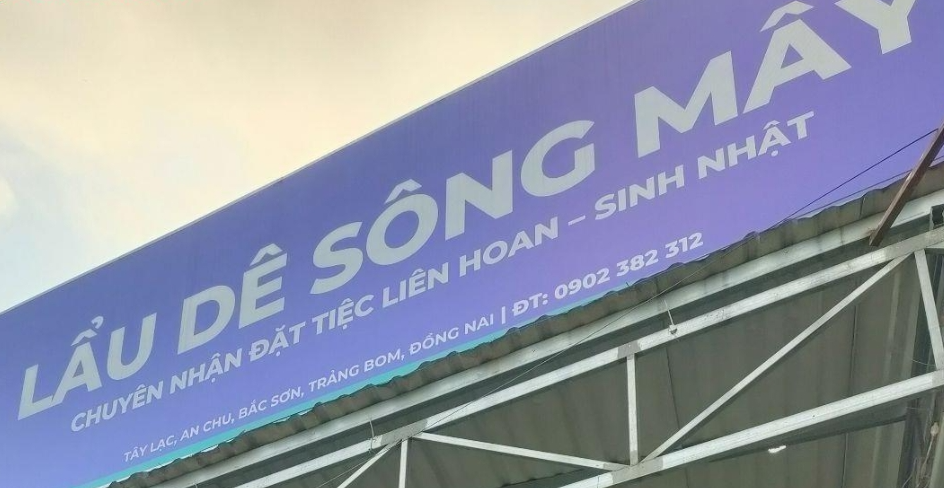 LẨU DÊ SÔNG MÂY
CHUYÊN NHẬN ĐẶT TIỆC LIÊN HOAN – SINH NHẬT
TÂY LẠC, AN CHU, BẮC SƠN, TRẢNG BOM, ĐỒNG NAI | ĐT: 0902 382 312